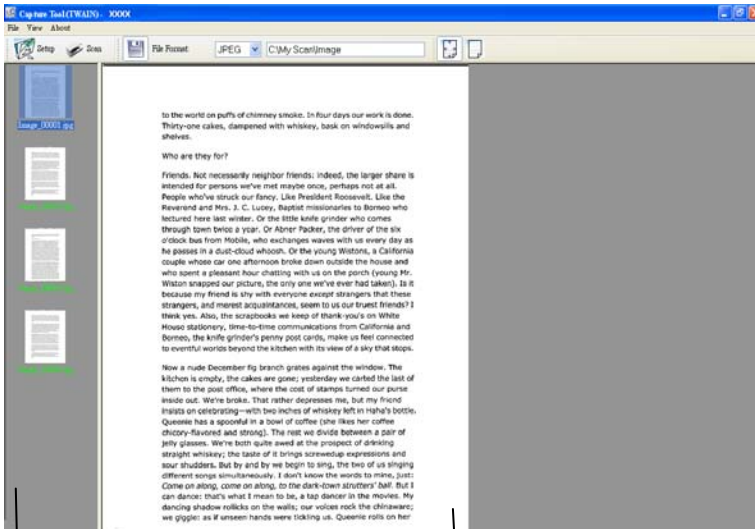 Capture Tool(TWAIN) - XXXX
File View About
Setup Scan File Format: JPEG C:\My Scan\Image
Image_00001.jpg
to the world on puffs of chimney smoke. In four days our work is done.
Thirty-one cakes, dampened with whiskey, bask on windowsills and
shelves.
Who are they for?
Friends. Not necessarily neighbor friends: indeed, the larger share is
intended for persons we've met maybe once, perhaps not at all.
People who've struck our fancy. Like President Roosevelt. Like the
Reverend and Mrs. J. C. Lucey, Baptist missionaries to Borneo who
lectured here last winter. Or the little knife grinder who comes
through town twice a year. Or Abner Packer, the driver of the six
o'clock bus from Mobile, who exchanges waves with us every day as
he passes in a dust-cloud whoosh. Or the young Wistons, a California
couple whose car one afternoon broke down outside the house and
who spent a pleasant hour chatting with us on the porch (young Mr.
Wiston snapped our picture, the only one we've ever had taken). Is it
because my friend is shy with everyone except strangers that these
strangers, and merest acquaintances, seem to us our truest friends? I
think yes. Also, the scrapbooks we keep of thank-you's on White
House stationery, time-to-time communications from California and
Borneo, the knife grinder's penny post cards, make us feel connected
to eventful worlds beyond the kitchen with its view of a sky that stops.
Now a nude December fig branch grates against the window. The
kitchen is empty, the cakes are gone; yesterday we carted the last of
them to the post office, where the cost of stamps turned our purse
inside out. We're broke. That rather depresses me, but my friend
insists on celebrating—with two inches of whiskey left in Haha's bottle.
Queenie has a spoonful in a bowl of coffee (she likes her coffee
chicory-flavored and strong). The rest we divide between a pair of
jelly glasses. We're both quite awed at the prospect of drinking
straight whiskey; the taste of it brings screwedup expressions and
sour shudders. But by and by we begin to sing, the two of us singing
different songs simultaneously. I don't know the words to mine, just:
Come on along, come on along, to the dark-town strutters' ball. But I
can dance: that's what I mean to be, a tap dancer in the movies. My
dancing shadow rollicks on the walls; our voices rock the chinaware;
we giggle: as if unseen hands were tickling us. Queenie rolls on her